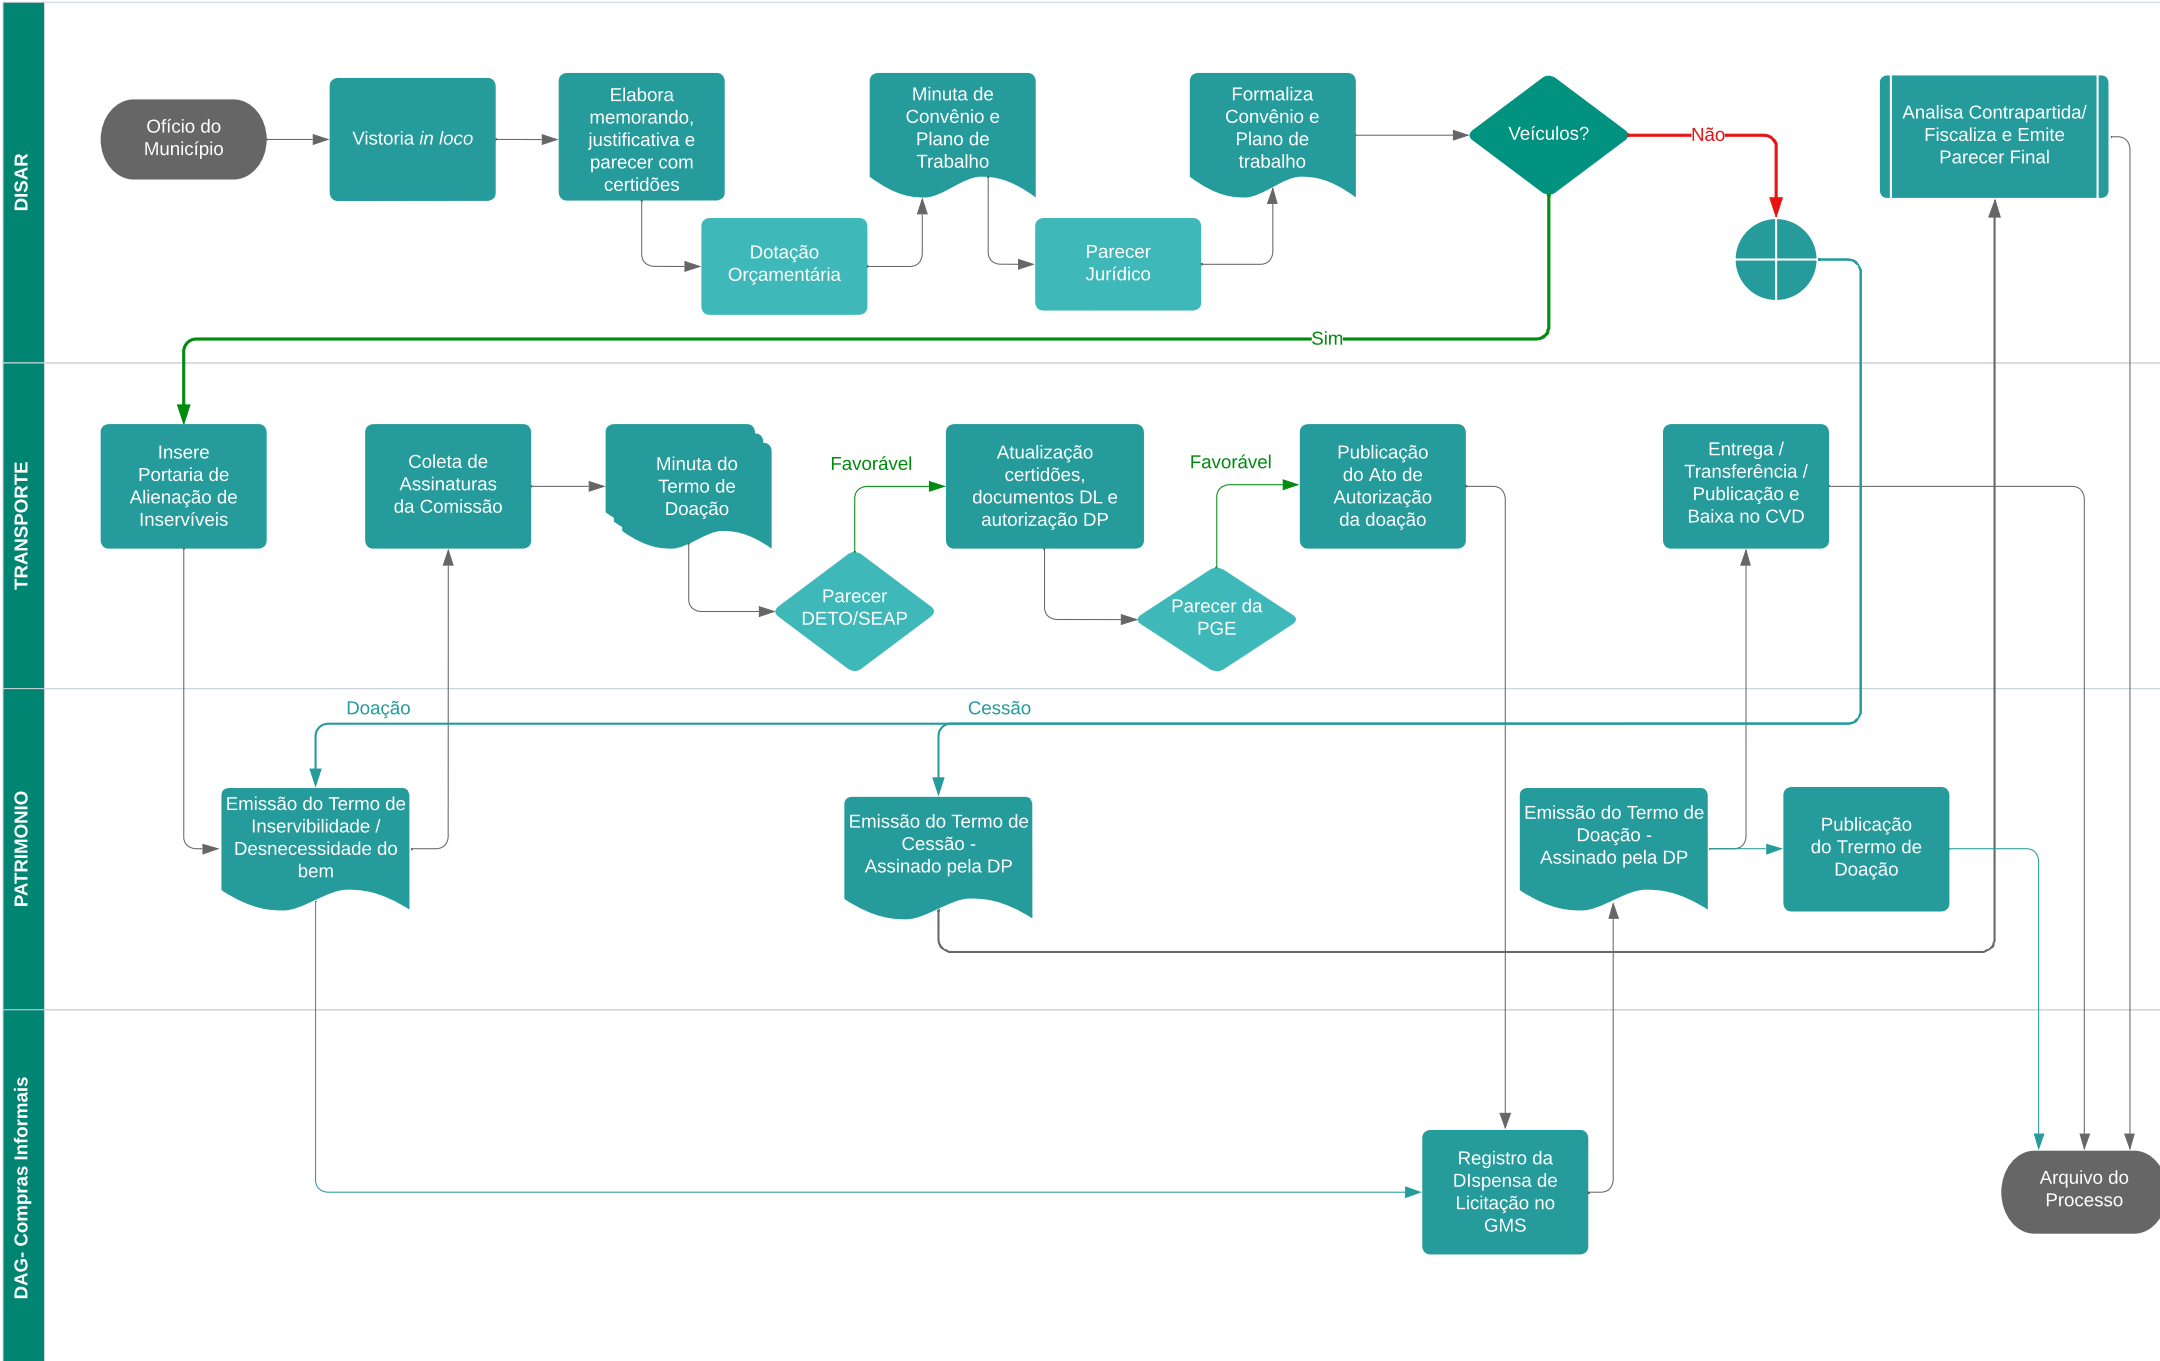 DISAR
Ofício do
Município
Vistoria in loco
Elabora
memorando,
justificativa e
parecer com
certidões
Dotação
Orçamentária
Minuta de
Convênio e
Plano de
Trabalho
Parecer
Jurídico
Formaliza
Convênio e
Plano de
trabalho
Veículos?
Não
Sim
Analisa Contrapartida/
Fiscaliza e Emite
Parecer Final
TRANSPORTE
Insere
Portaria de
Alienação de
Inservíveis
Coleta de
Assinaturas
da Comissão
Minuta do
Termo de
Doação
Favorável
Parecer
DETO/SEAP
Atualização
certidões,
documentos DL e
autorização DP
Favorável
Parecer da
PGE
Publicação
do Ato de
Autorização
da doação
Entrega /
Transferência /
Publicação e
Baixa no CVD
PATRIMONIO
Doação
Cessão
Emissão do Termo de
Inservibilidade /
Desnecessidade do
bem
Emissão do Termo de
Cessão -
Assinado pela DP
Emissão do Termo de
Doação -
Assinado pela DP
Publicação
do Trermo de
Doação
DAG- Compras Informais
Registro da
DIspensa de
Licitação no
GMS
Arquivo do
Processo